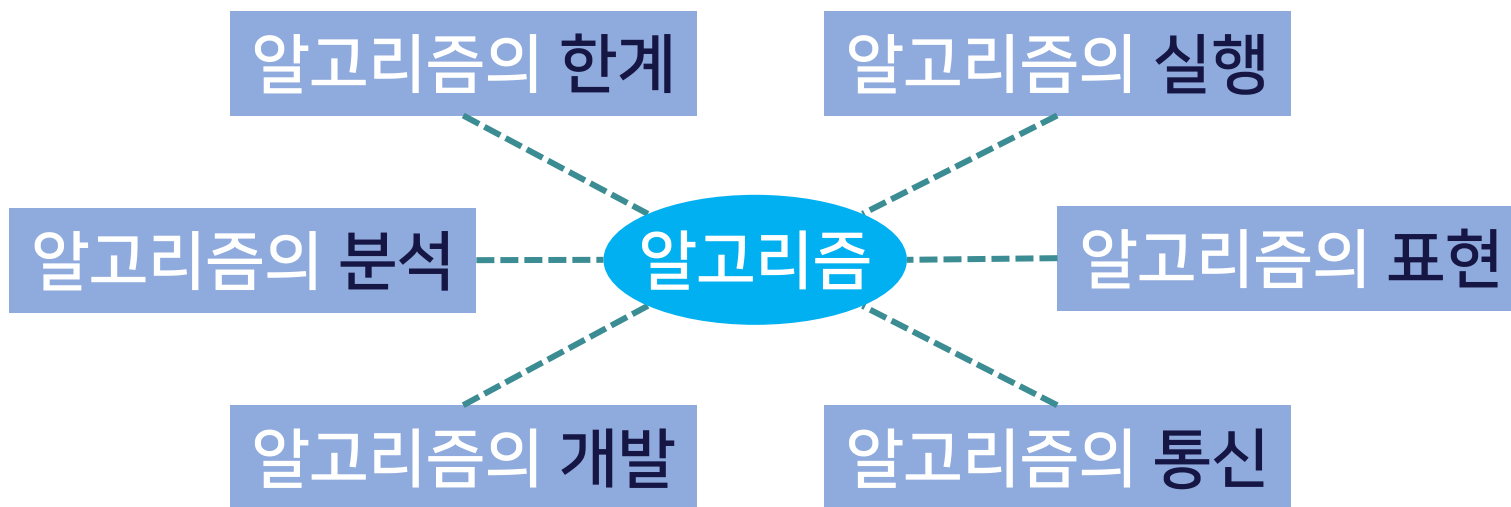 알고리즘의 한계
알고리즘의 실행
알고리즘의 분석
알고리즘
알고리즘의 표현
알고리즘의 개발
알고리즘의 통신